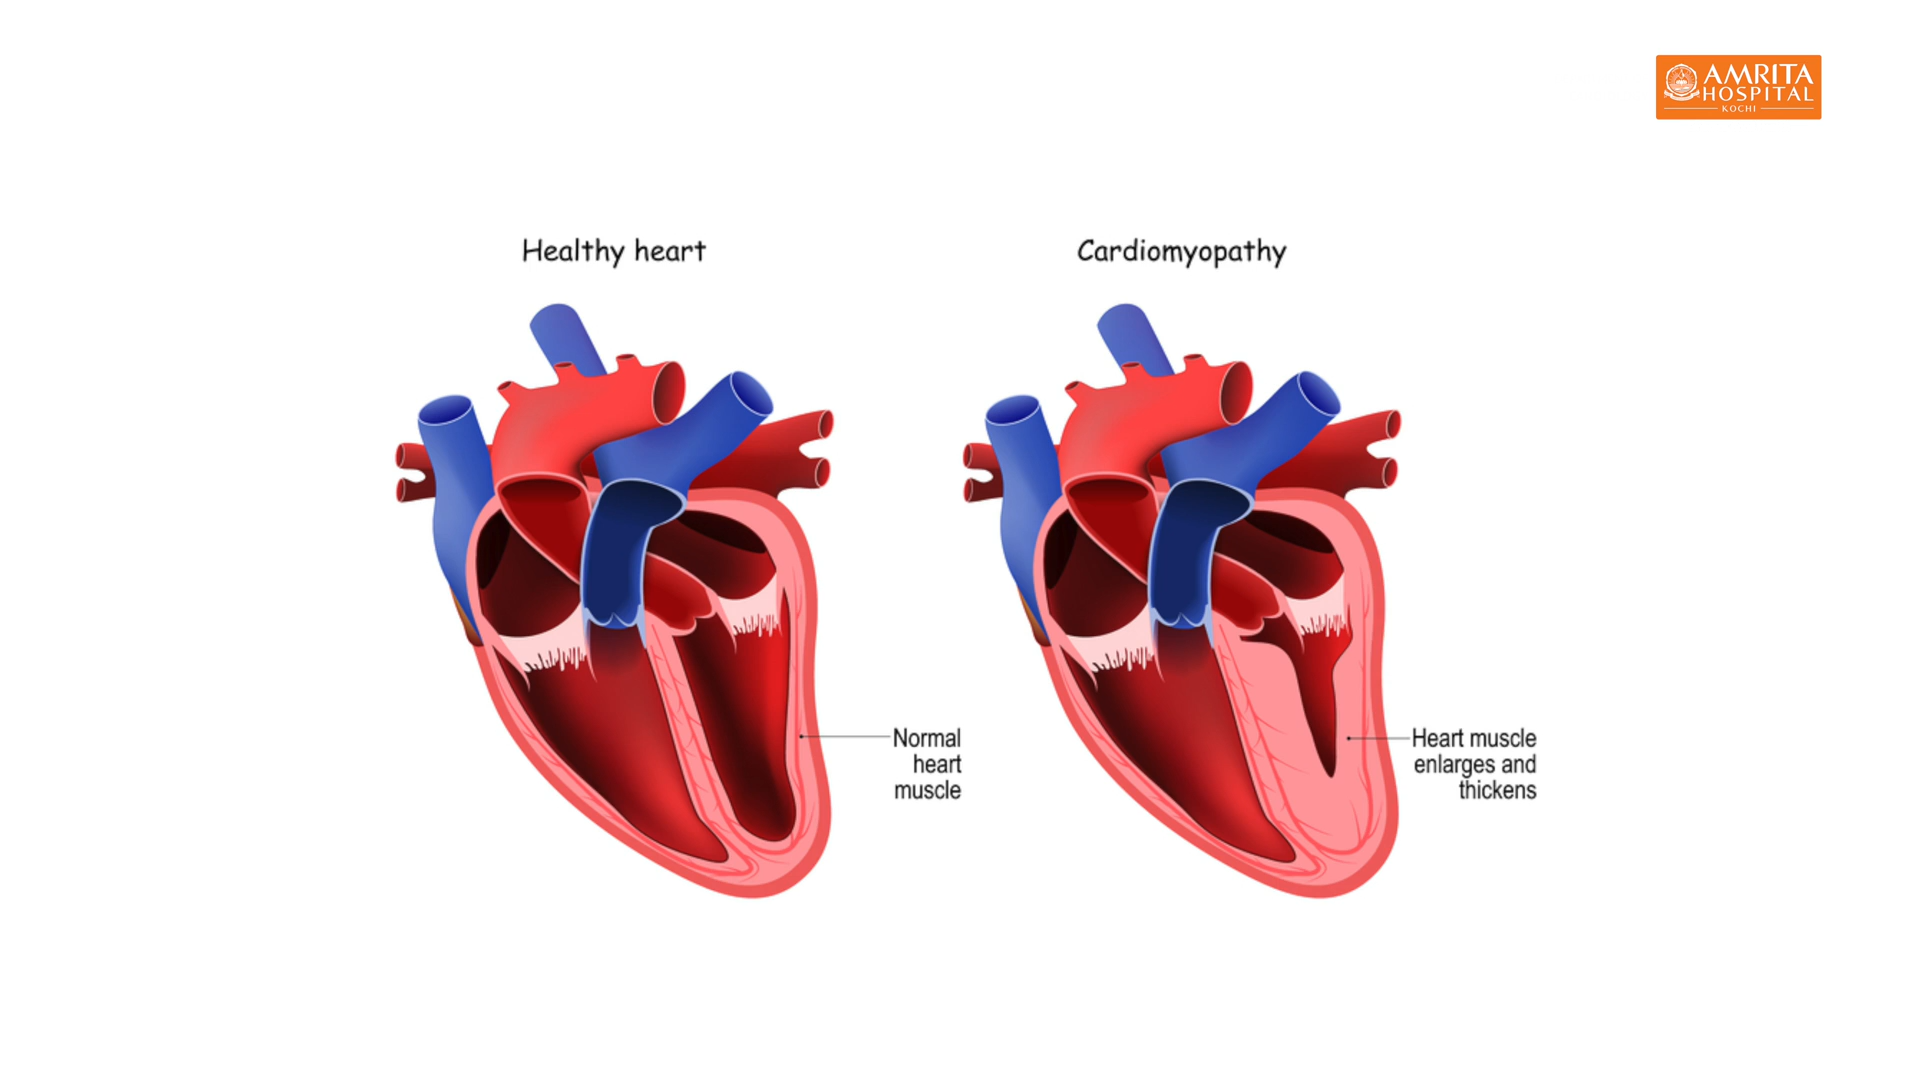 AMRITA
HOSPITAL
KOCHI
Healthy heart
Cardiomyopathy
Normal
heart
muscle
Heart muscle
enlarges and
thickens